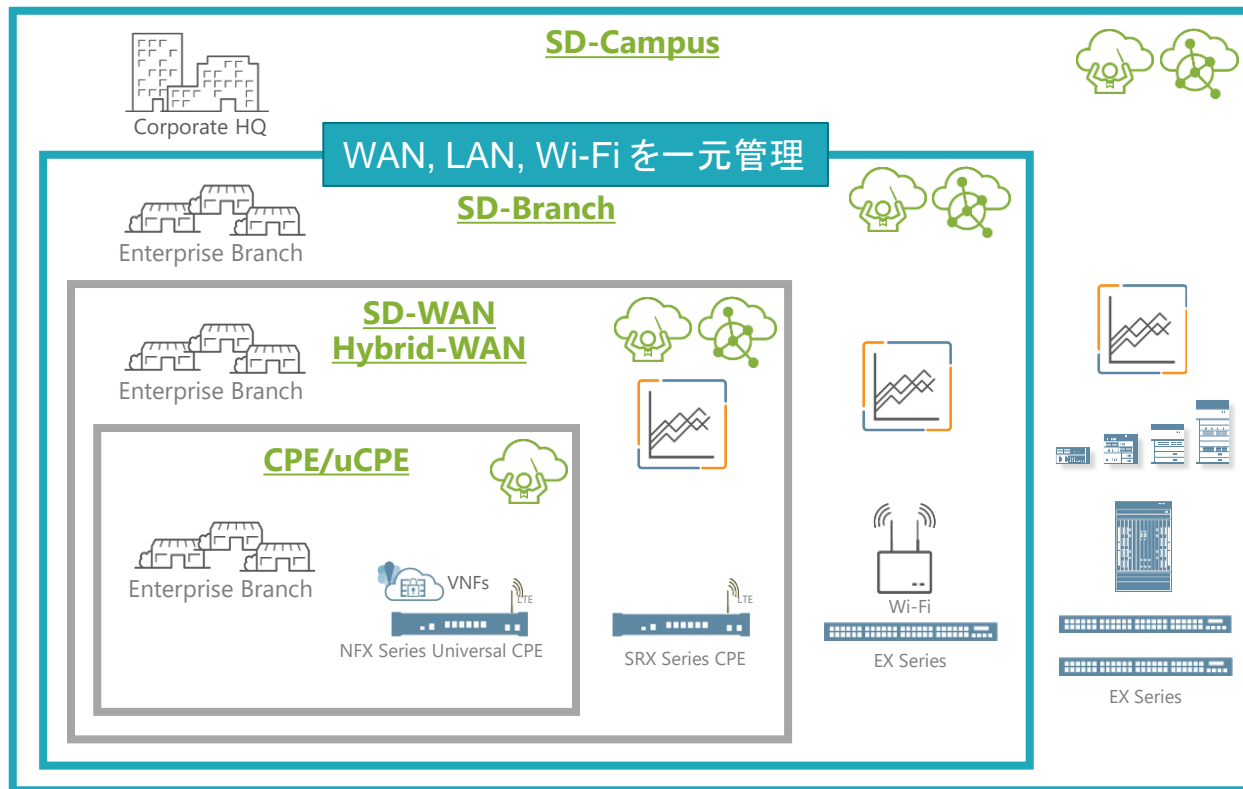 SD-Campus
Corporate HQ
WAN, LAN, Wi-Fi を一元管理
SD-Branch
Enterprise Branch
SD-WAN
Hybrid-WAN
Enterprise Branch
CPE/uCPE
Enterprise Branch
VNFs
LTE
NFX Series Universal CPE
LTE
SRX Series CPE
Wi-Fi
EX Series
EX Series